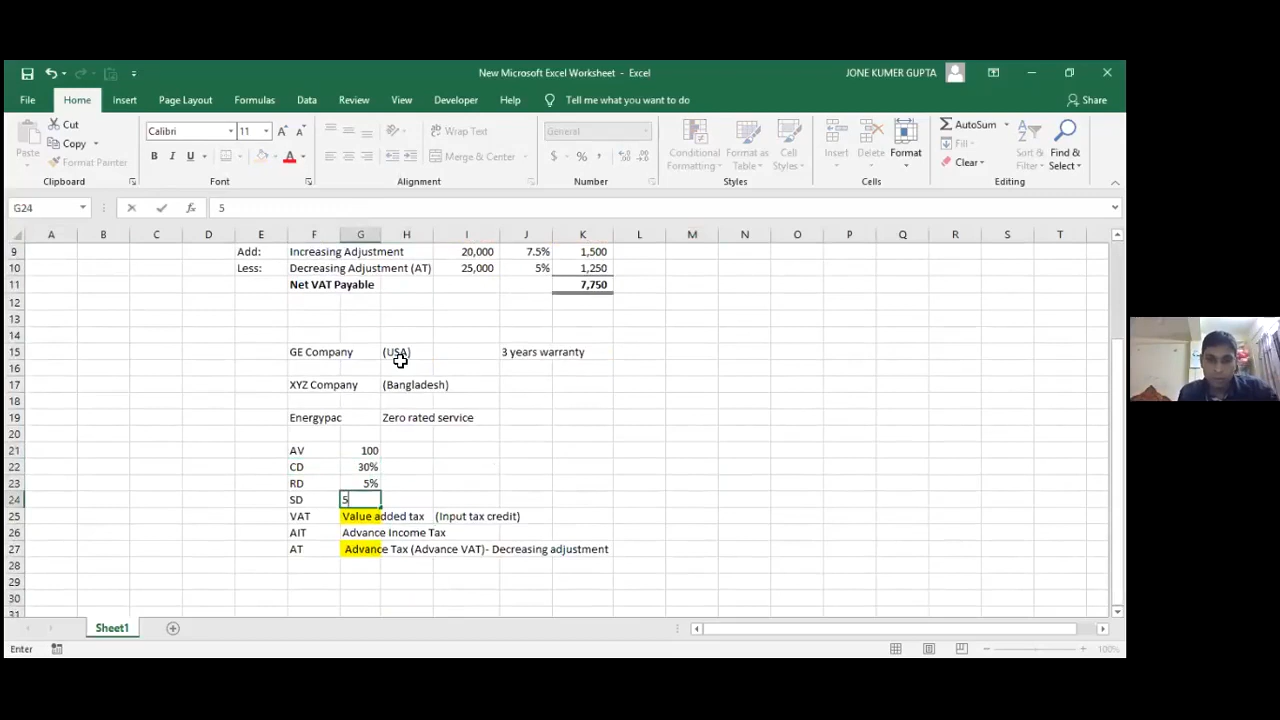 New Microsoft Excel Worksheet - Excel
JONE KUMER GUPTA
File Home Insert Page Layout Formulas Data Review View Developer Help Tell me what you want to do Share
Paste Cut Copy Format Painter
Calibri 11 Wrap Text General
B I U Merge & Center $ % ,
Conditional Formatting Format as Table Cell Styles
Insert Delete Format
AutoSum Fill Clear Sort & Filter Find & Select
Clipboard Font Alignment Number Styles Cells Editing
G24 fx 5
A B C D E F G H I J K L M N O P Q R S T
9 Add: Increasing Adjustment 20,000 7.5% 1,500
10 Less: Decreasing Adjustment (AT) 25,000 5% 1,250
11 Net VAT Payable 7,750
12
13
14
15 GE Company (USA) 3 years warranty
16
17 XYZ Company (Bangladesh)
18
19 Energypac Zero rated service
20
21 AV 100
22 CD 30%
23 RD 5%
24 SD 5
25 VAT Value added tax (Input tax credit)
26 AIT Advance Income Tax
27 AT Advance Tax (Advance VAT)- Decreasing adjustment
28
29
30
31
Sheet1
Enter 100%